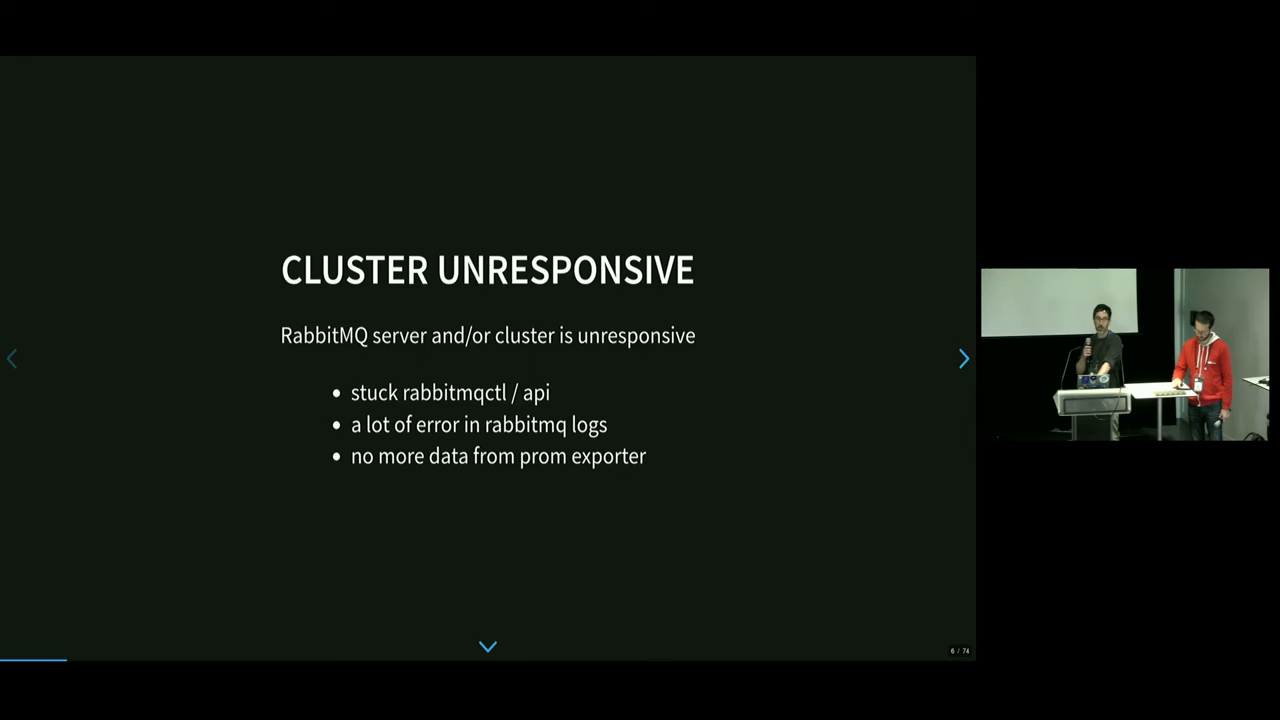 CLUSTER UNRESPONSIVE
RabbitMQ server and/or cluster is unresponsive
• stuck rabbitmqctl / api
• a lot of error in rabbitmq logs
• no more data from prom exporter
6 / 74